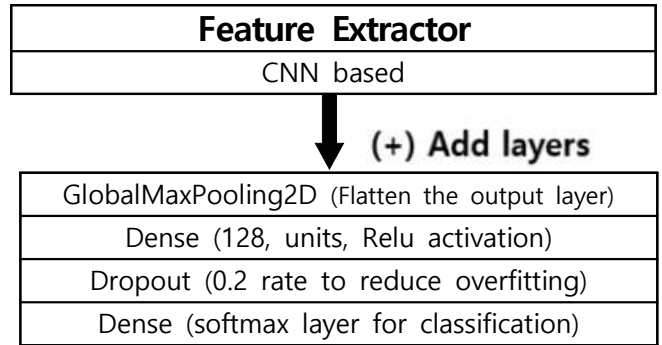 Feature Extractor
CNN based
(+) Add layers
GlobalMaxPooling2D (Flatten the output layer)
Dense (128, units, Relu activation)
Dropout (0.2 rate to reduce overfitting)
Dense (softmax layer for classification)